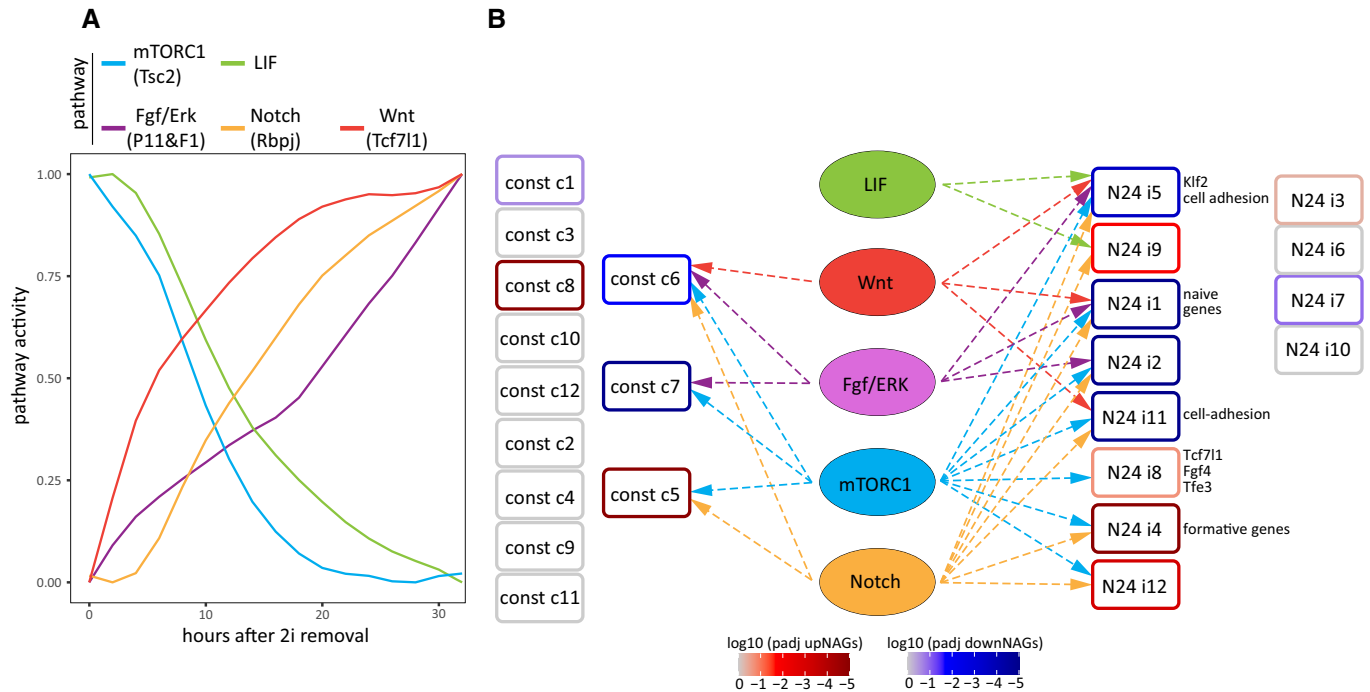 A
B
pathway
mTORC1
(Tsc2)
LIF
Fgf/Erk
(P11&F1)
Notch
(Rbpj)
Wnt
(Tcf7l1)
pathway activity
1.00
0.75
0.50
0.25
0.00
0
10
20
30
hours after 2i removal
const c1
const c3
const c8
const c10
const c12
const c2
const c4
const c9
const c11
const c6
const c7
const c5
LIF
Wnt
Fgf/ERK
mTORC1
Notch
N24 i5
Klf2
cell adhesion
N24 i9
N24 i1
naive
genes
N24 i2
N24 i11
cell-adhesion
N24 i8
Tcf7l1
Fgf4
Tfe3
N24 i4
formative genes
N24 i12
N24 i3
N24 i6
N24 i7
N24 i10
log10 (padj upNAGs)
0 −1 −2 −3 −4 −5
log10 (padj downNAGs)
0 −1 −2 −3 −4 −5